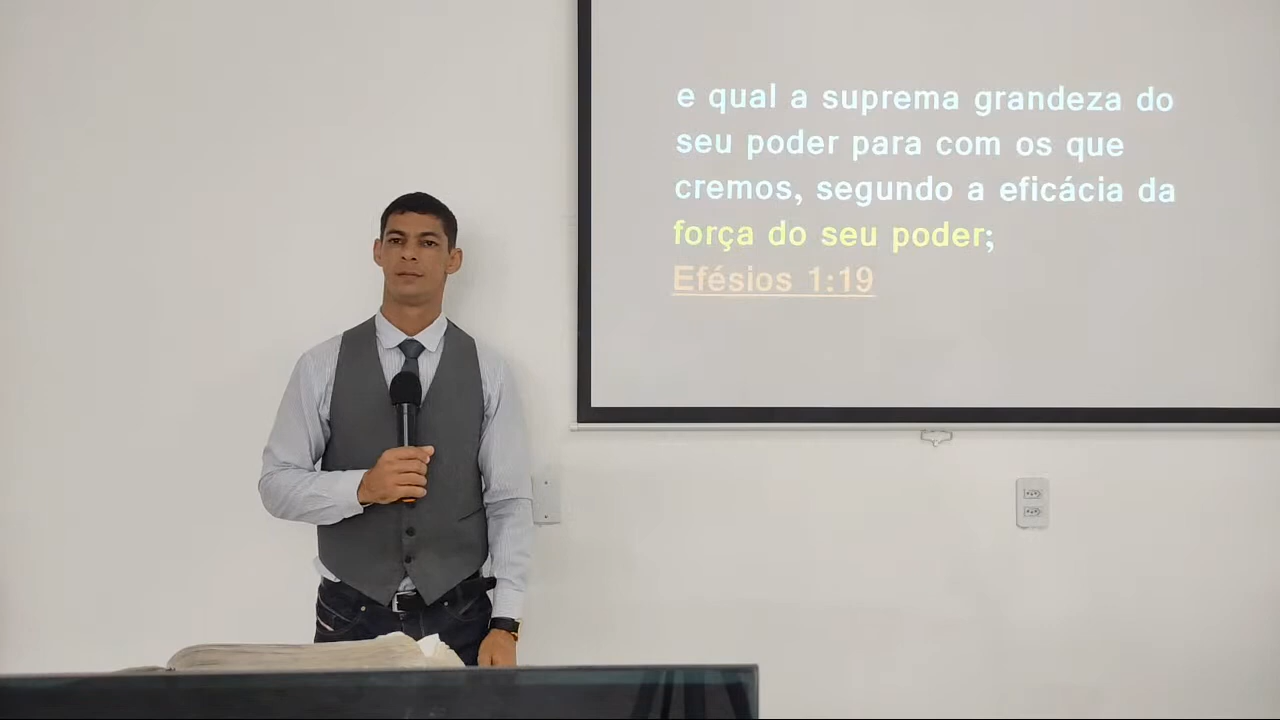 e qual a suprema grandeza do
seu poder para com os que
cremos, segundo a eficácia da
força do seu poder;
Efésios 1:19